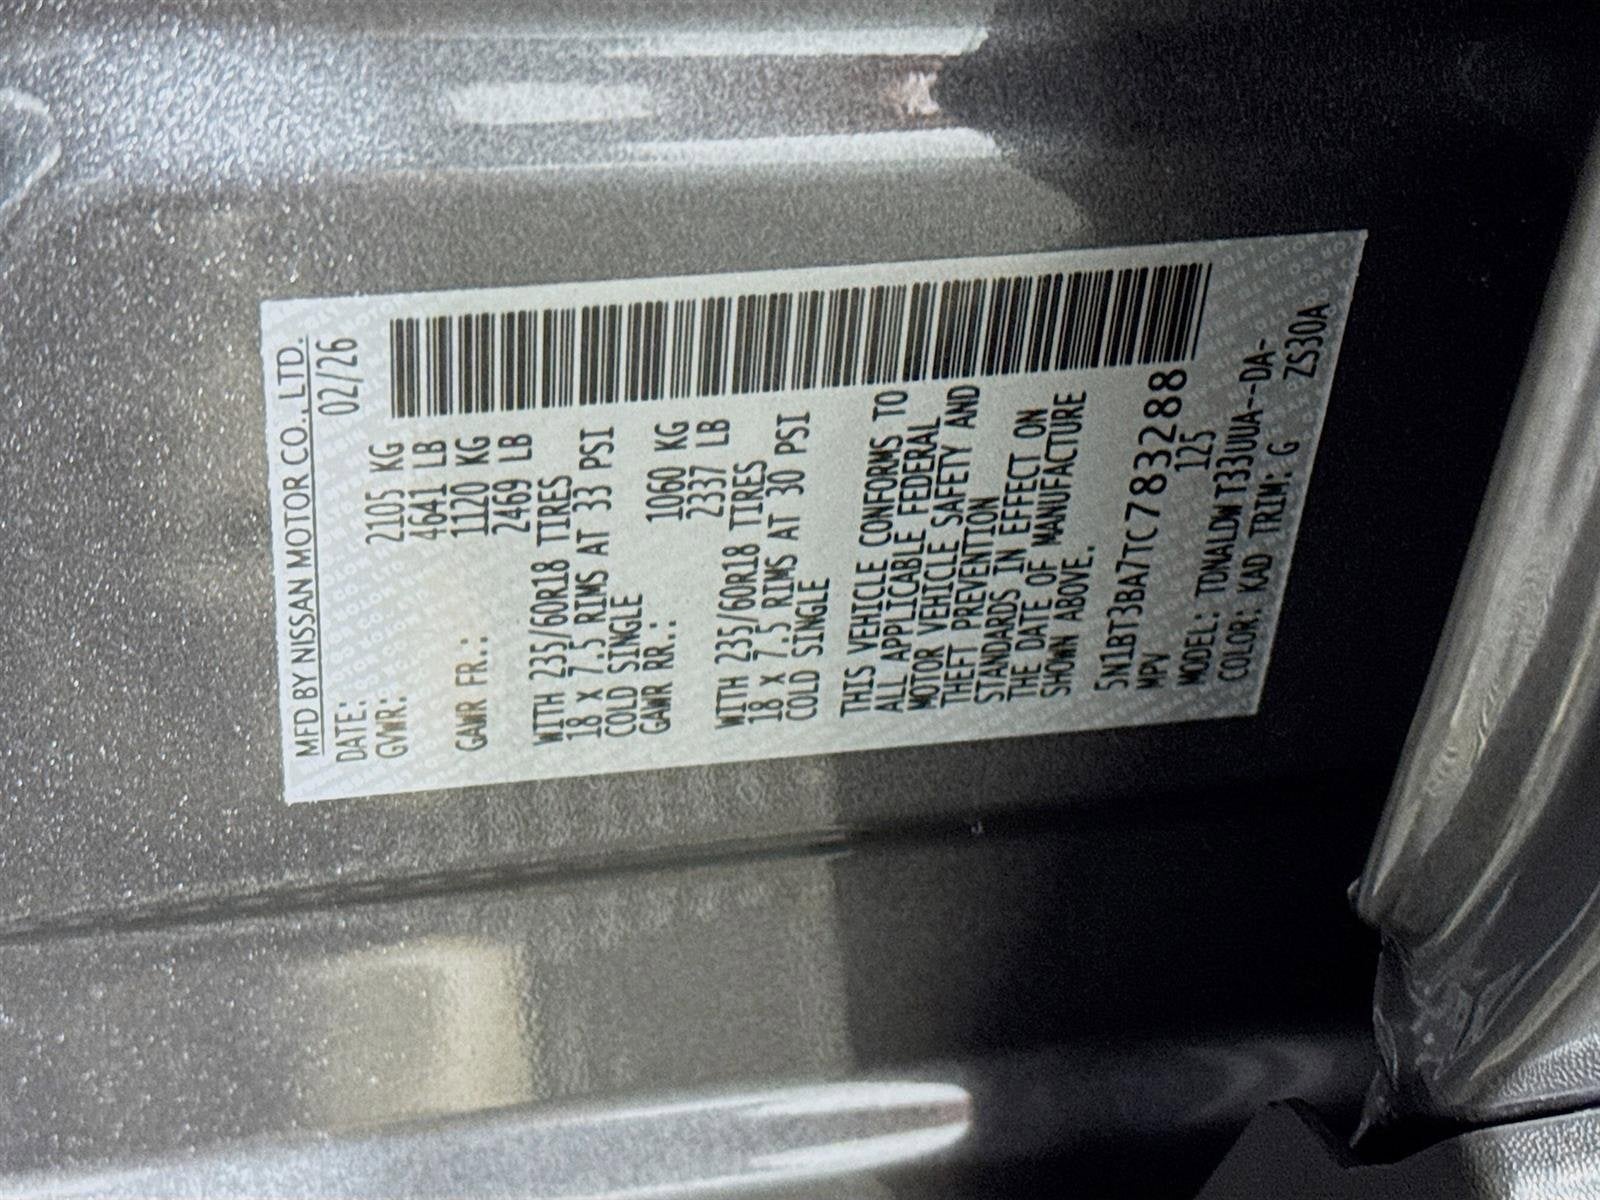 MFD BY NISSAN MOTOR CO., LTD.
DATE: 02/26
GVWR: 2105 KG
4641 LB
GAWR FR.: 1120 KG
2469 LB
WITH 235/60R18 TIRES
18 X 7.5 RIMS AT 33 PSI
COLD SINGLE
GAWR RR.: 1060 KG
2337 LB
WITH 235/60R18 TIRES
18 X 7.5 RIMS AT 30 PSI
COLD SINGLE
THIS VEHICLE CONFORMS TO
ALL APPLICABLE FEDERAL
MOTOR VEHICLE SAFETY AND
THEFT PREVENTION
STANDARDS IN EFFECT ON
THE DATE OF MANUFACTURE
SHOWN ABOVE.
5N1BT3BA7TC783288
MPV 125
MODEL: TDNALDWT33UUA--DA-
COLOR: KAD TRIM: G ZS30A